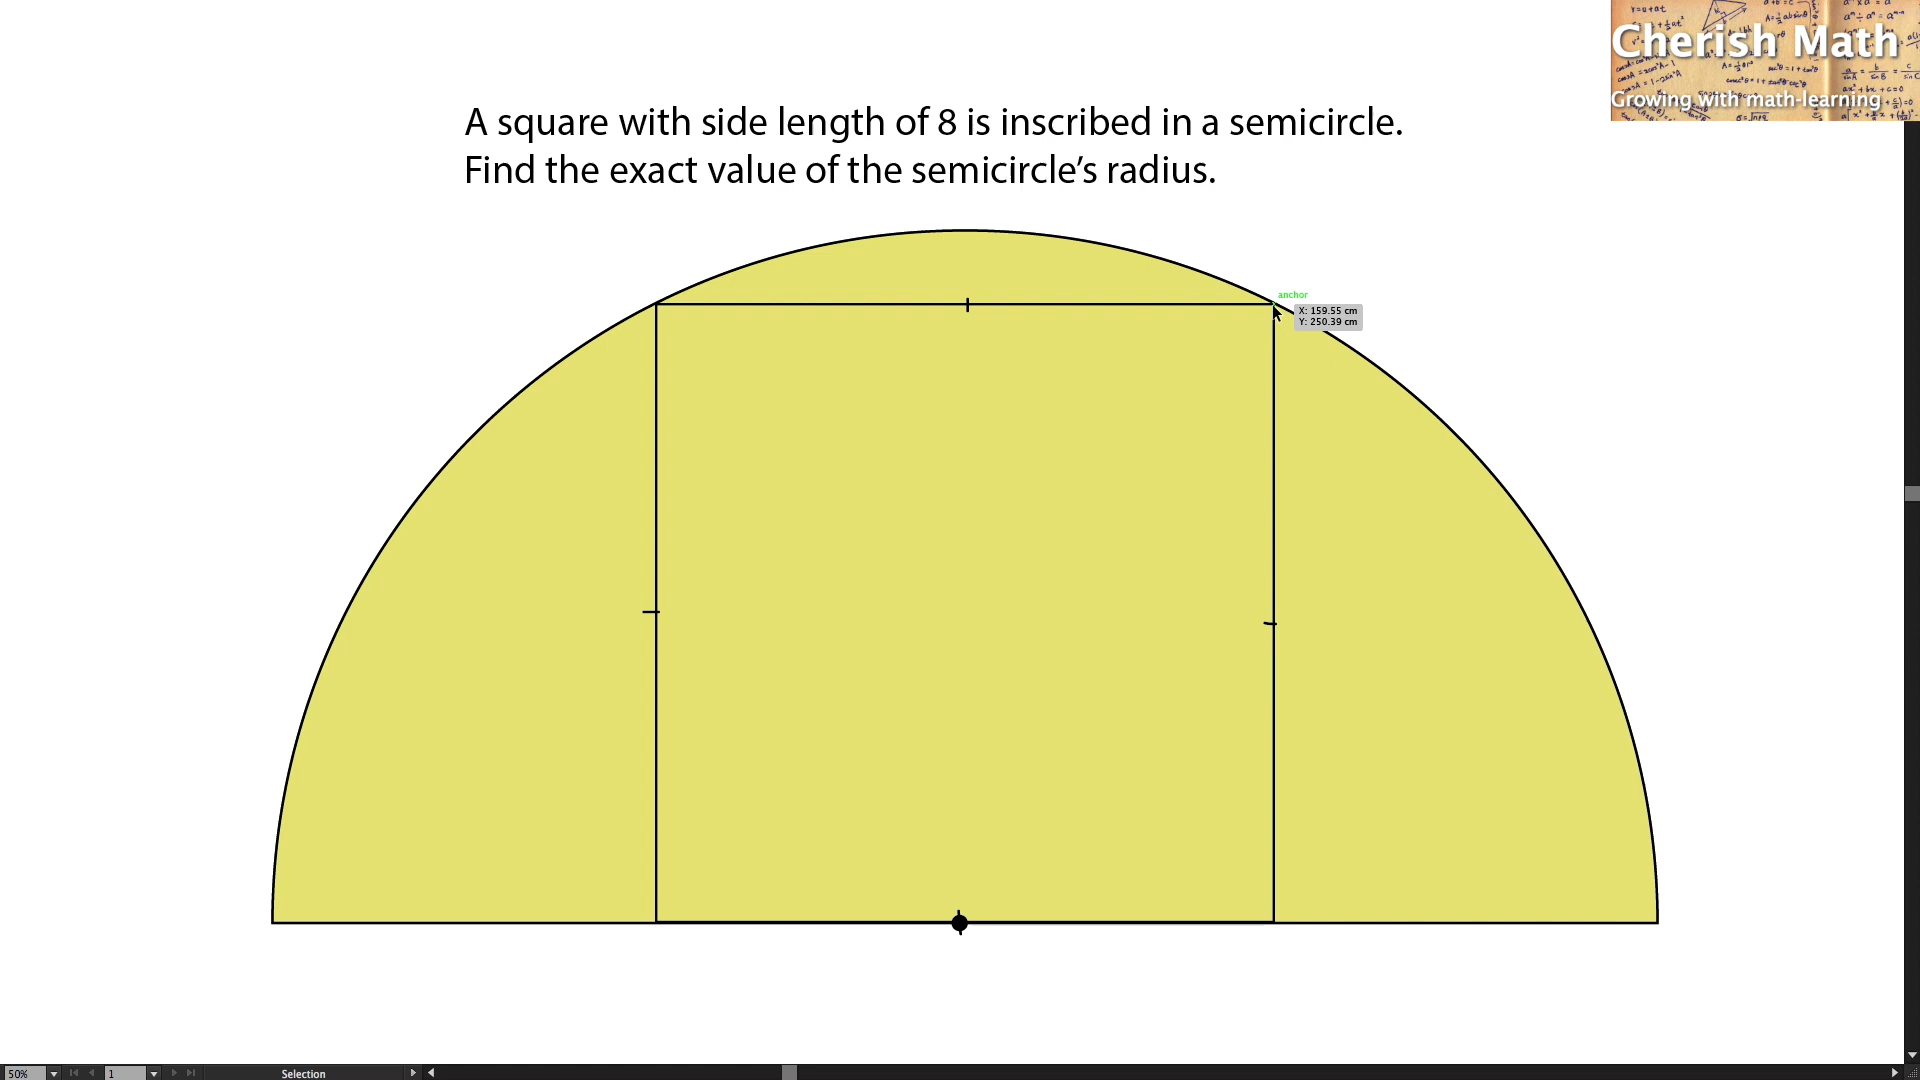 Cherish Math
Growing with math-learning
A square with side length of 8 is inscribed in a semicircle.
Find the exact value of the semicircle’s radius.
anchor
X: 159.55 cm
Y: 250.39 cm
50%
1
Selection